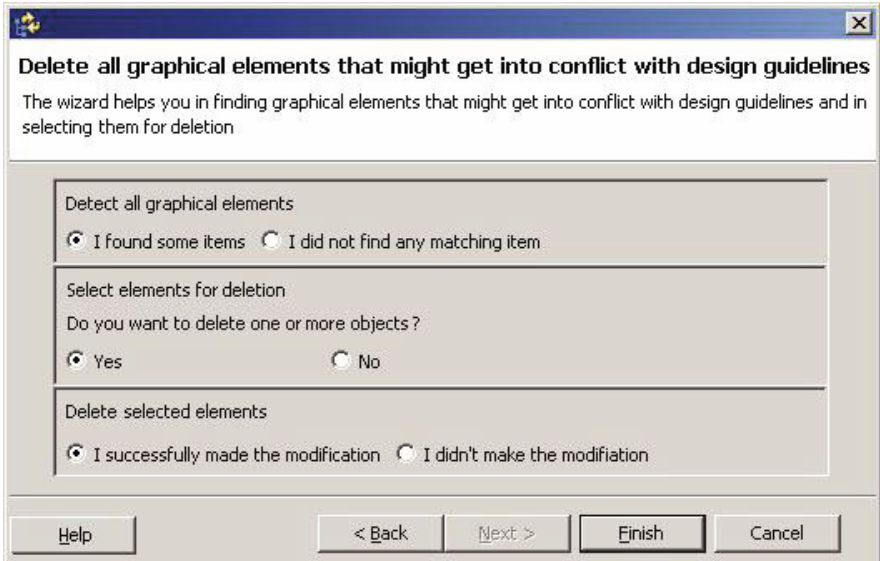 Delete all graphical elements that might get into conflict with design guidelines
The wizard helps you in finding graphical elements that might get into conflict with design guidelines and in
selecting them for deletion
Detect all graphical elements
I found some items I did not find any matching item
Select elements for deletion
Do you want to delete one or more objects?
Yes No
Delete selected elements
I successfully made the modification I didn't make the modifiation
Help < Back Next > Finish Cancel